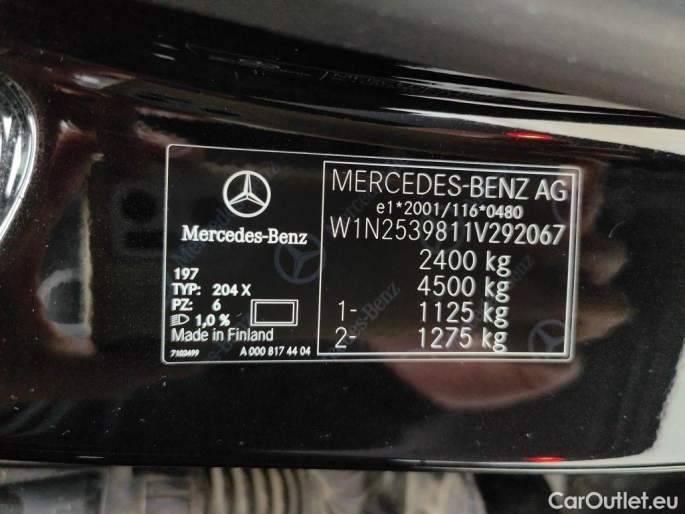 Mercedes-Benz
197
TYP: 204 X
PZ: 6
1,0 %
Made in Finland
7183499
A 000 817 44 04
MERCEDES-BENZ AG
e1*2001/116*0480
W1N2539811V292067
2400 kg
4500 kg
1- 1125 kg
2- 1275 kg
CarOutlet.eu